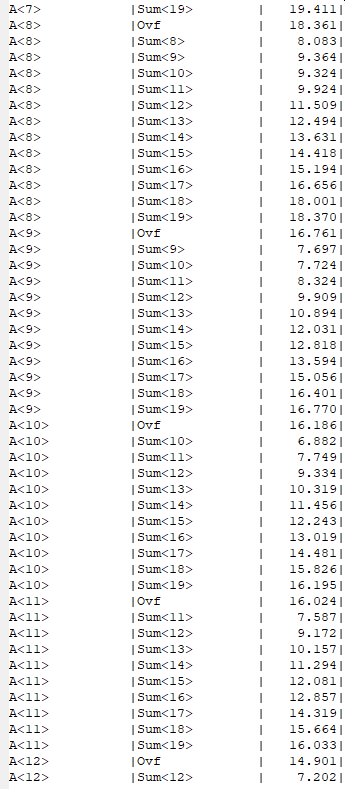 A<7> |Sum<19> | 19.411|
A<8> |Ovf | 18.361|
A<8> |Sum<8> | 8.083|
A<8> |Sum<9> | 9.364|
A<8> |Sum<10> | 9.324|
A<8> |Sum<11> | 9.924|
A<8> |Sum<12> | 11.509|
A<8> |Sum<13> | 12.494|
A<8> |Sum<14> | 13.631|
A<8> |Sum<15> | 14.418|
A<8> |Sum<16> | 15.194|
A<8> |Sum<17> | 16.656|
A<8> |Sum<18> | 18.001|
A<8> |Sum<19> | 18.370|
A<9> |Ovf | 16.761|
A<9> |Sum<9> | 7.697|
A<9> |Sum<10> | 7.724|
A<9> |Sum<11> | 8.324|
A<9> |Sum<12> | 9.909|
A<9> |Sum<13> | 10.894|
A<9> |Sum<14> | 12.031|
A<9> |Sum<15> | 12.818|
A<9> |Sum<16> | 13.594|
A<9> |Sum<17> | 15.056|
A<9> |Sum<18> | 16.401|
A<9> |Sum<19> | 16.770|
A<10> |Ovf | 16.186|
A<10> |Sum<10> | 6.882|
A<10> |Sum<11> | 7.749|
A<10> |Sum<12> | 9.334|
A<10> |Sum<13> | 10.319|
A<10> |Sum<14> | 11.456|
A<10> |Sum<15> | 12.243|
A<10> |Sum<16> | 13.019|
A<10> |Sum<17> | 14.481|
A<10> |Sum<18> | 15.826|
A<10> |Sum<19> | 16.195|
A<11> |Ovf | 16.024|
A<11> |Sum<11> | 7.587|
A<11> |Sum<12> | 9.172|
A<11> |Sum<13> | 10.157|
A<11> |Sum<14> | 11.294|
A<11> |Sum<15> | 12.081|
A<11> |Sum<16> | 12.857|
A<11> |Sum<17> | 14.319|
A<11> |Sum<18> | 15.664|
A<11> |Sum<19> | 16.033|
A<12> |Ovf | 14.901|
A<12> |Sum<12> | 7.202|